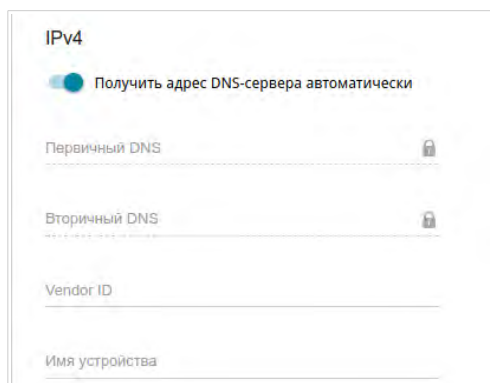 IPv4
Получить адрес DNS-сервера автоматически
Первичный DNS
Вторичный DNS
Vendor ID
Имя устройства